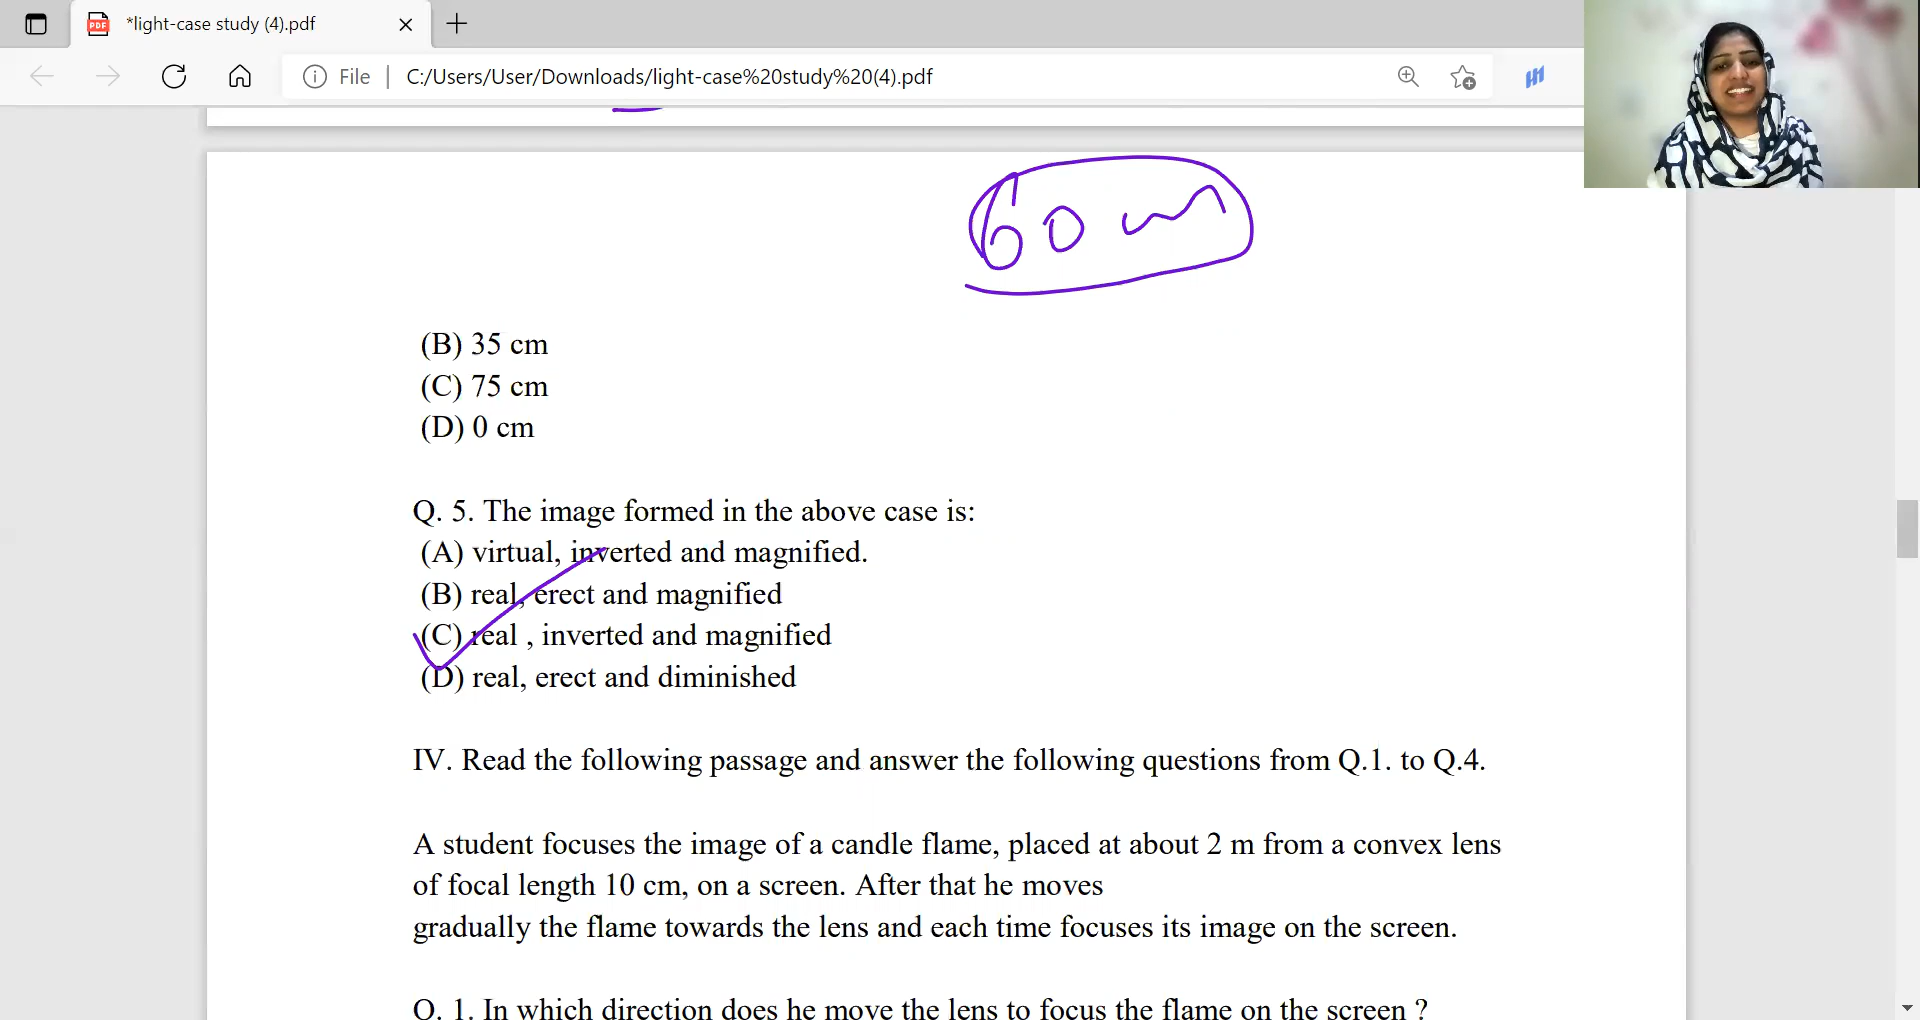 *light-case study (4).pdf
PDF
File
C:/Users/User/Downloads/light-case%20study%20(4).pdf
60 cm
(B) 35 cm
(C) 75 cm
(D) 0 cm
Q. 5. The image formed in the above case is:
(A) virtual, inverted and magnified.
(B) real, erect and magnified
(C) real , inverted and magnified
(D) real, erect and diminished
IV. Read the following passage and answer the following questions from Q.1. to Q.4.
A student focuses the image of a candle flame, placed at about 2 m from a convex lens
of focal length 10 cm, on a screen. After that he moves
gradually the flame towards the lens and each time focuses its image on the screen.
Q. 1. In which direction does he move the lens to focus the flame on the screen ?